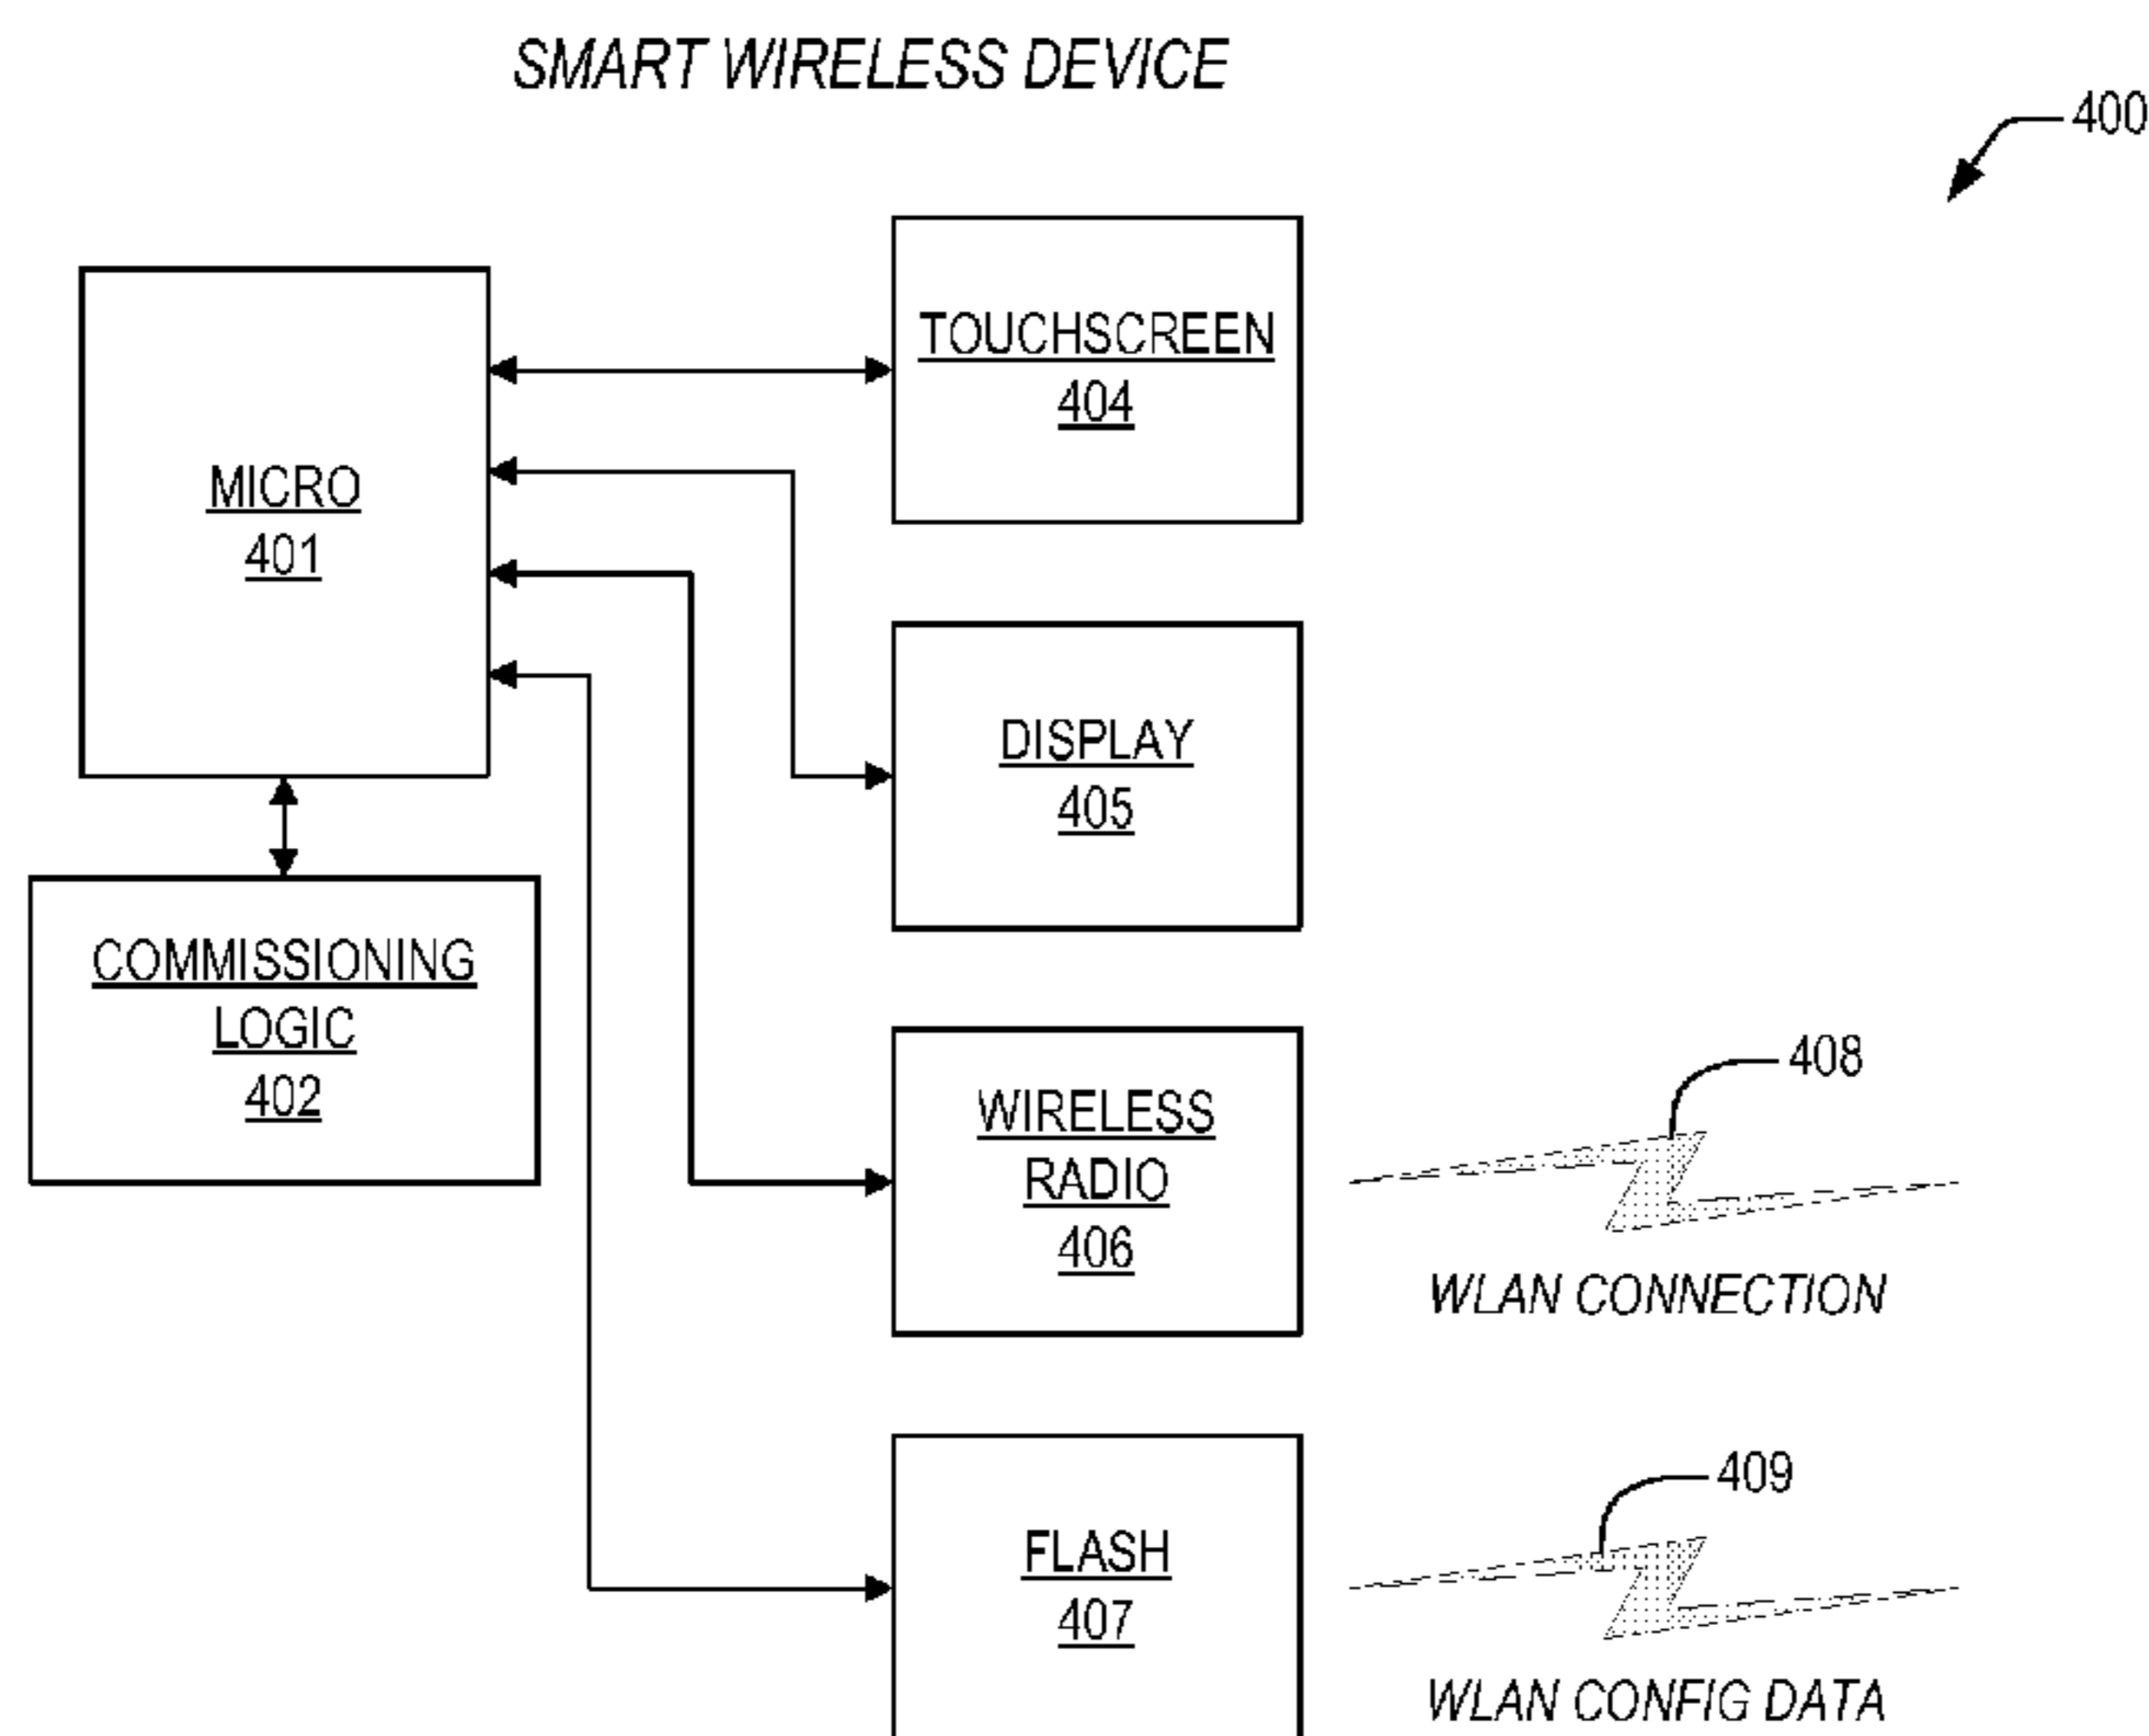 SMART WIRELESS DEVICE
400
TOUCHSCREEN
404
MICRO
401
DISPLAY
405
COMMISSIONING
LOGIC
402
WIRELESS
RADIO
406
408
WLAN CONNECTION
FLASH
407
409
WLAN CONFIG DATA